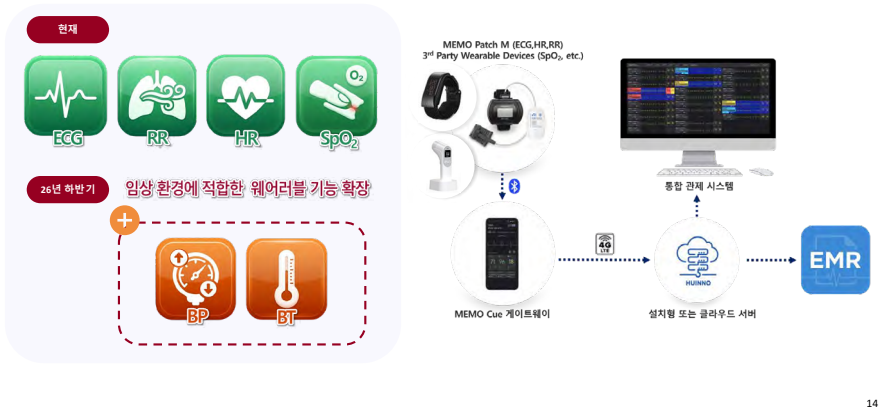 현재
ECG
RR
HR
O₂
SpO₂
26년 하반기
임상 환경에 적합한 웨어러블 기능 확장
+
BP
BT
MEMO Patch M (ECG,HR,RR)
3rd Party Wearable Devices (SpO₂, etc.)
통합 관제 시스템
4G
LTE
HUINNO
EMR
MEMO Cue 게이트웨이
설치형 또는 클라우드 서버
14